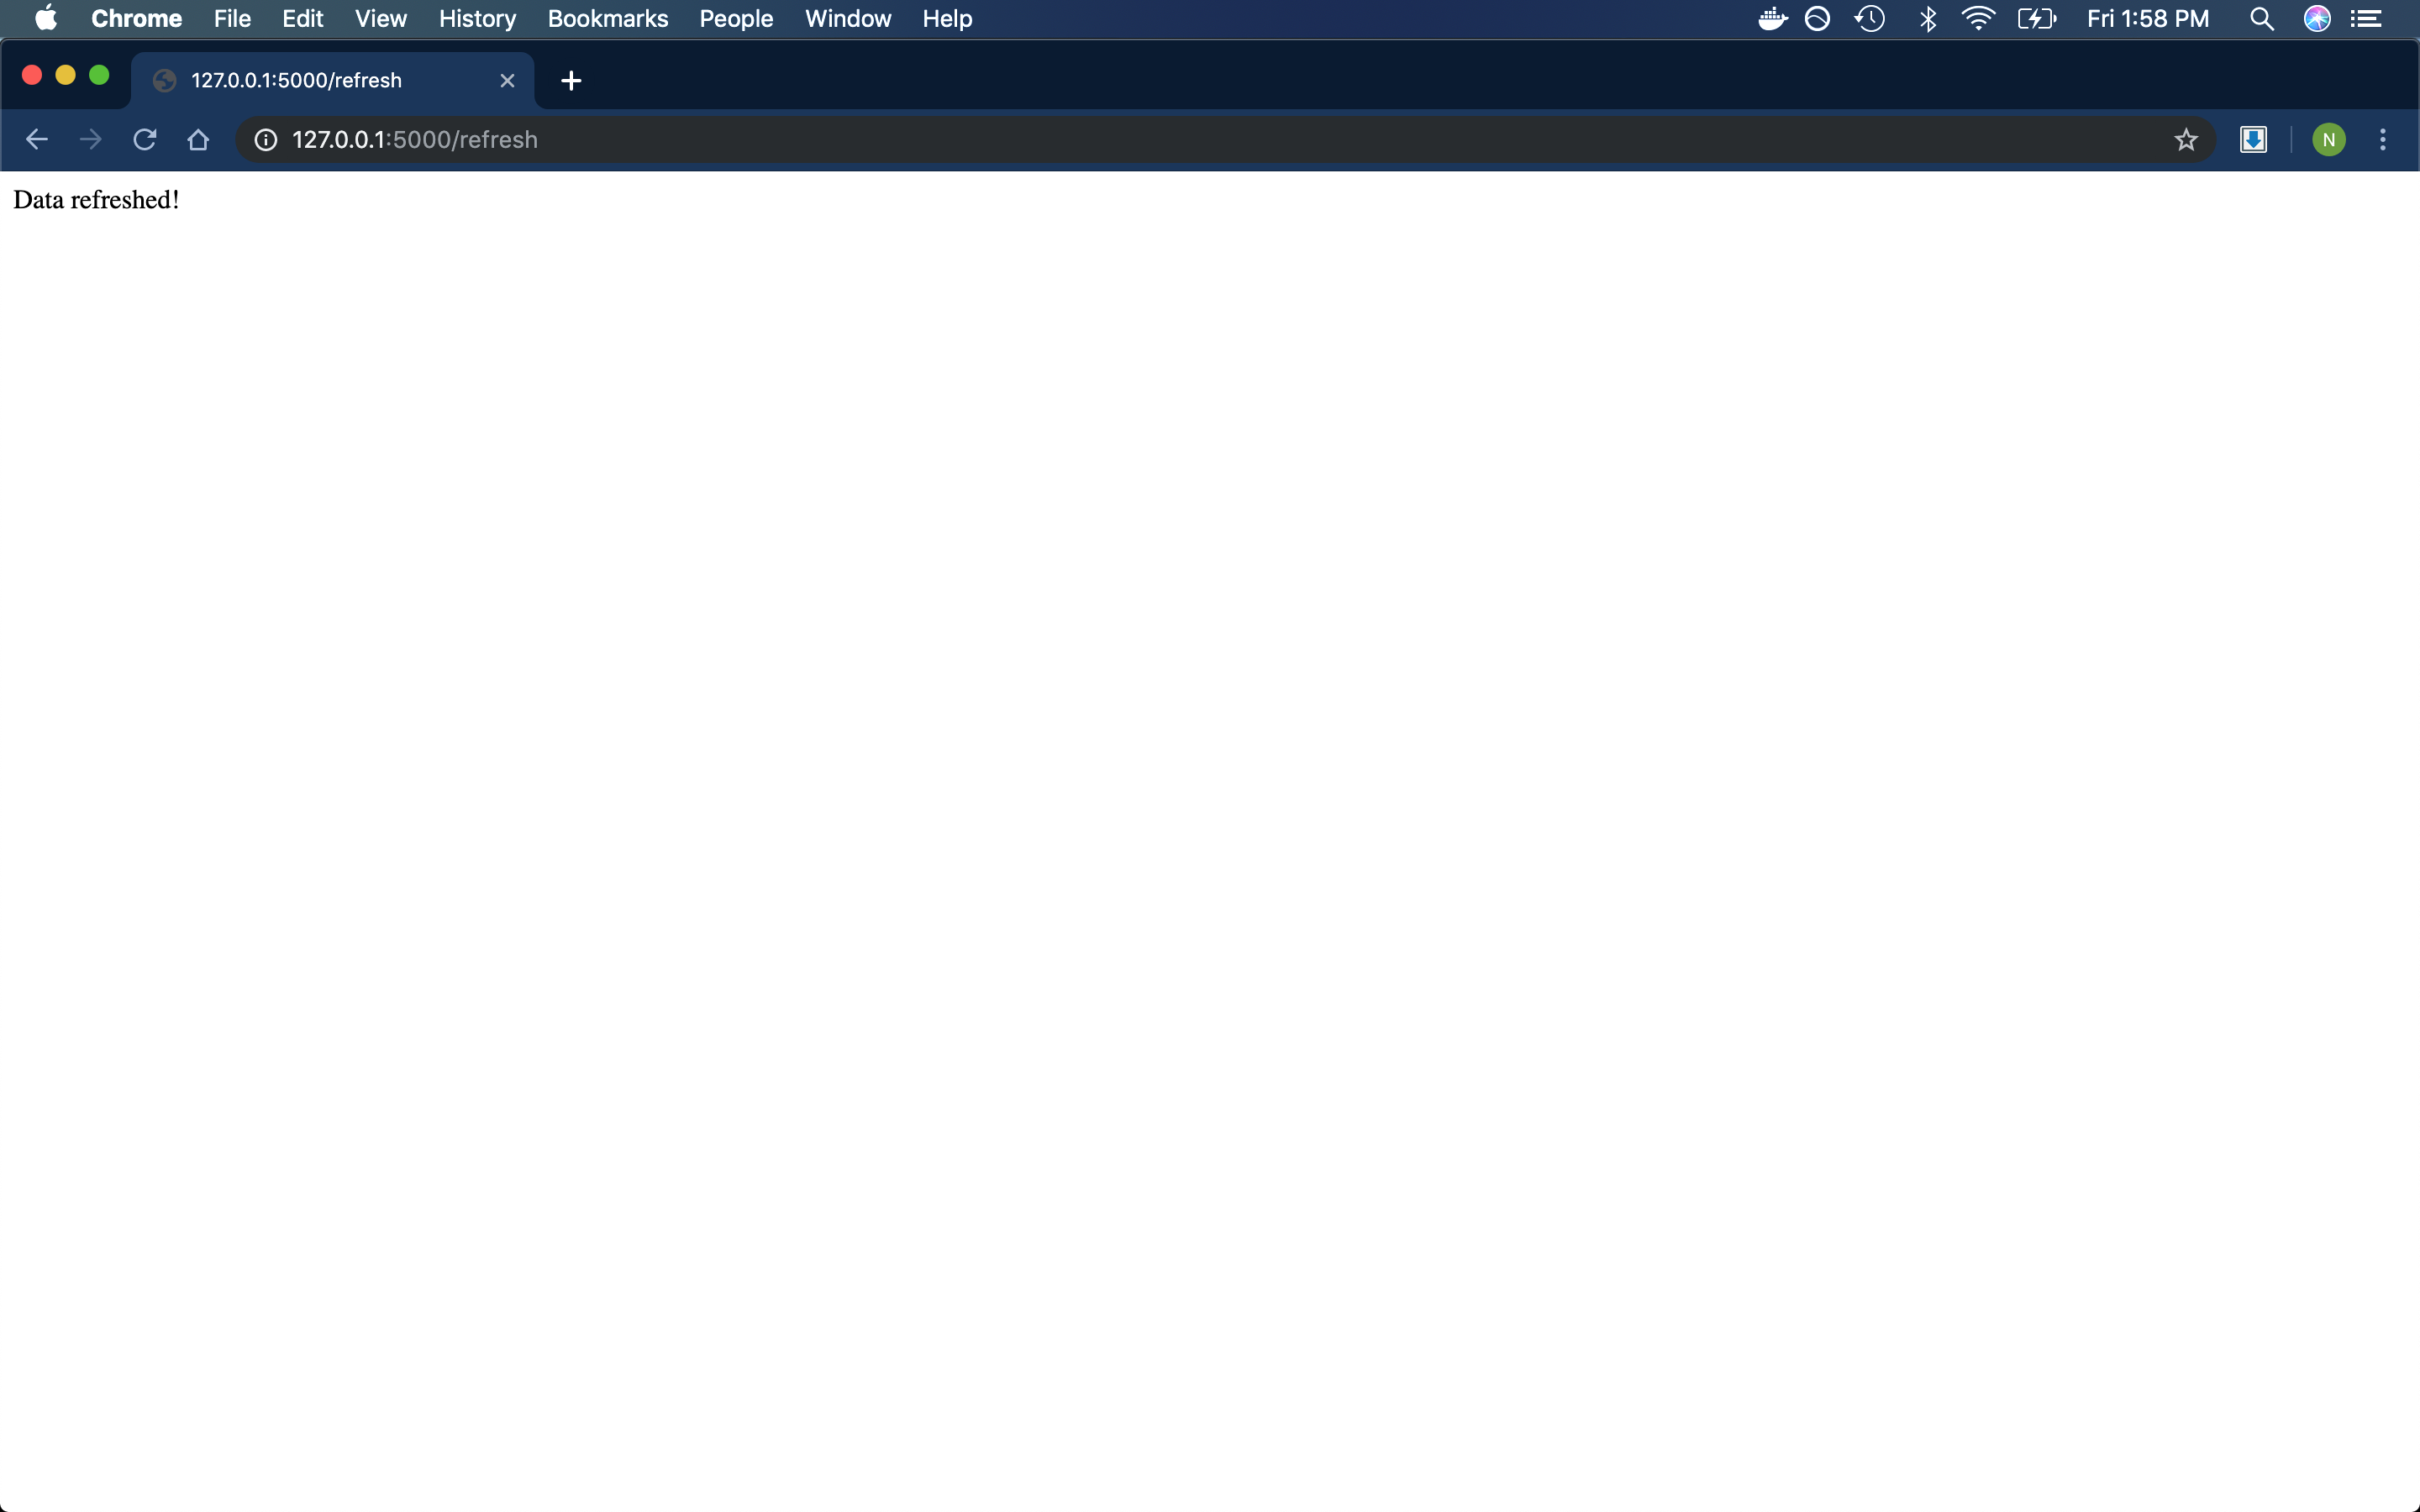 Chrome File Edit View History Bookmarks People Window Help Fri 1:58 PM
127.0.0.1:5000/refresh
127.0.0.1:5000/refresh N
Data refreshed!